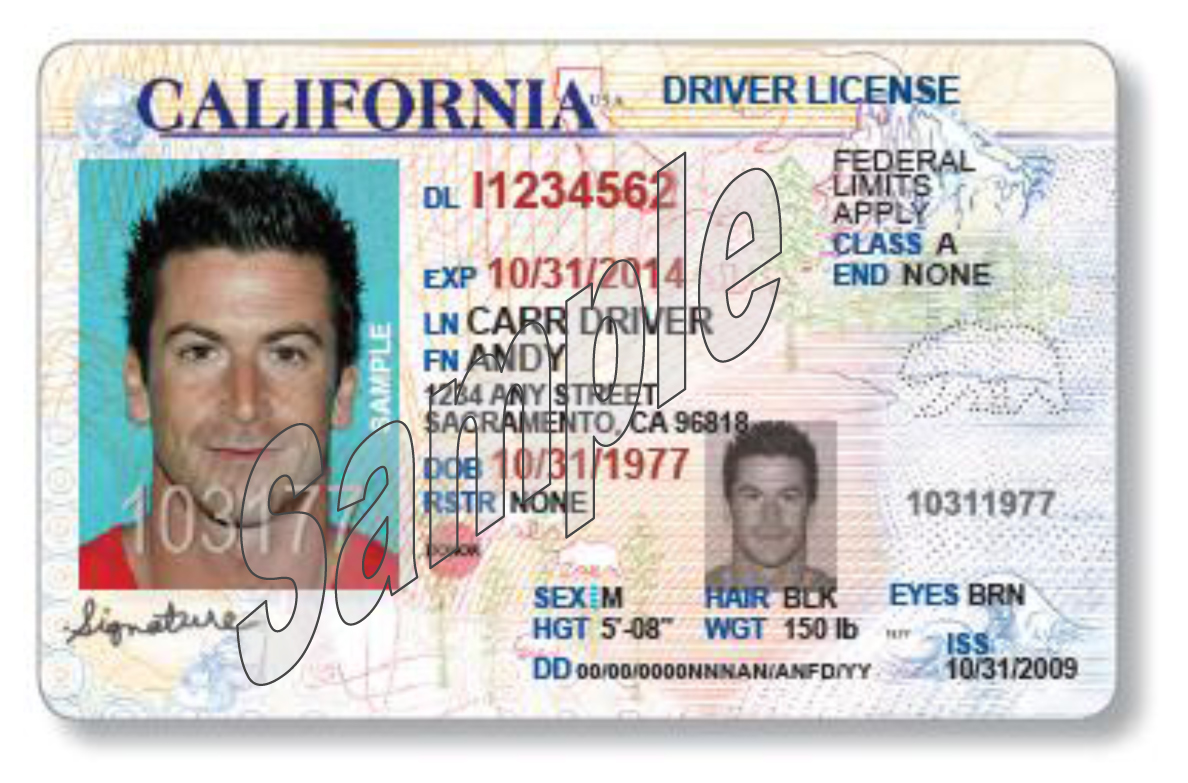 CALIFORNIA USA DRIVER LICENSE
FEDERAL
LIMITS
APPLY
CLASS A
END NONE
DL I1234562
EXP 10/31/2014
LN CARR DRIVER
FN ANDY
1234 ANY STREET
SACRAMENTO, CA 96818
DOB 10/31/1977
RSTR NONE
DONOR
SAMPLE
103177
Signature
Sample
10311977
SEX M HAIR BLK EYES BRN
HGT 5'-08" WGT 150 lb
ISS
DD 00/00/0000NNNAN/ANFD/YY 10/31/2009